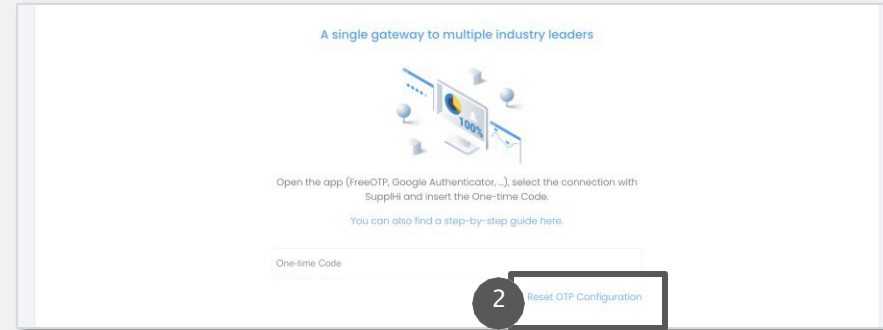 A single gateway to multiple industry leaders
100%
Open the app (FreeOTP, Google Authenticator, ...), select the connection with
SupplHi and insert the One-time Code.
You can also find a step-by-step guide here.
One-time Code
2
Reset OTP Configuration